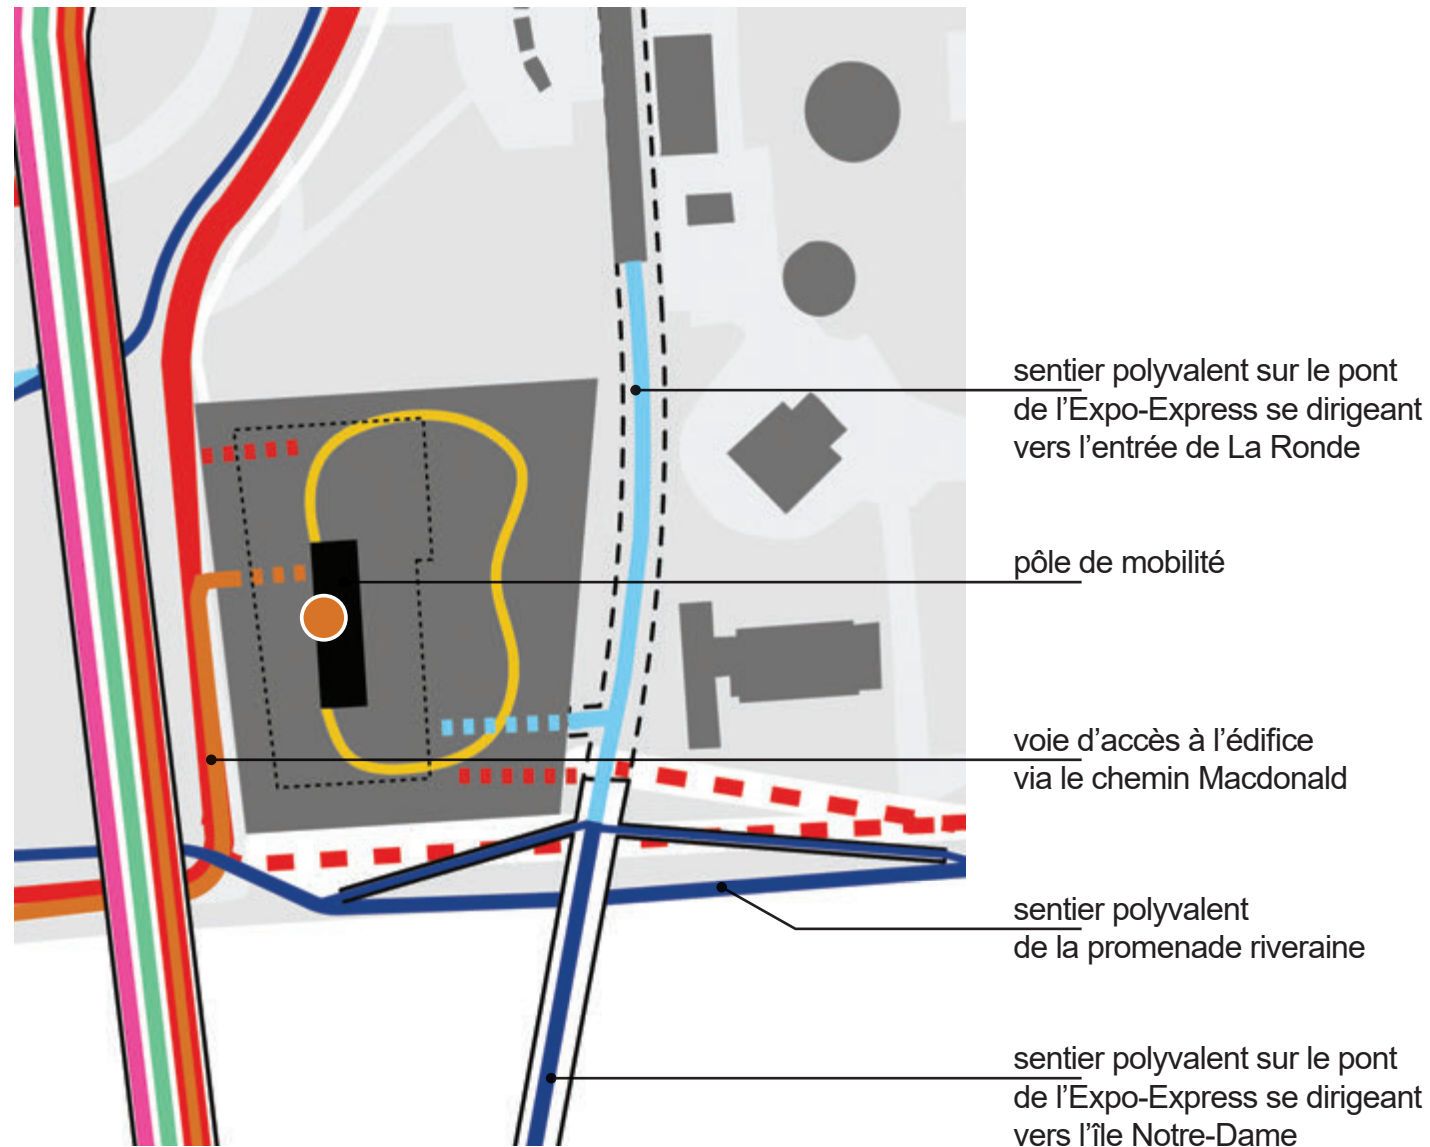 sentier polyvalent sur le pont
de l’Expo-Express se dirigeant
vers l’entrée de La Ronde
pôle de mobilité
voie d’accès à l’édifice
via le chemin Macdonald
sentier polyvalent
de la promenade riveraine
sentier polyvalent sur le pont
de l’Expo-Express se dirigeant
vers l’île Notre-Dame